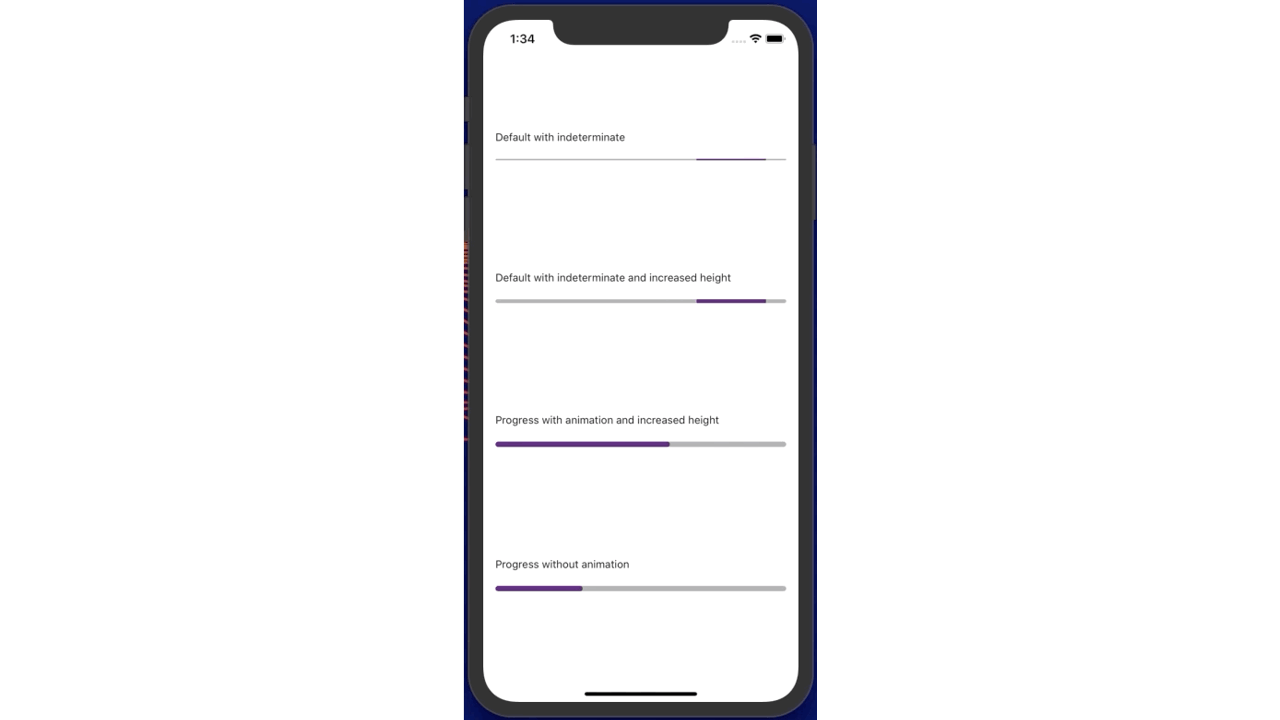 1:34
Default with indeterminate
Default with indeterminate and increased height
Progress with animation and increased height
Progress without animation